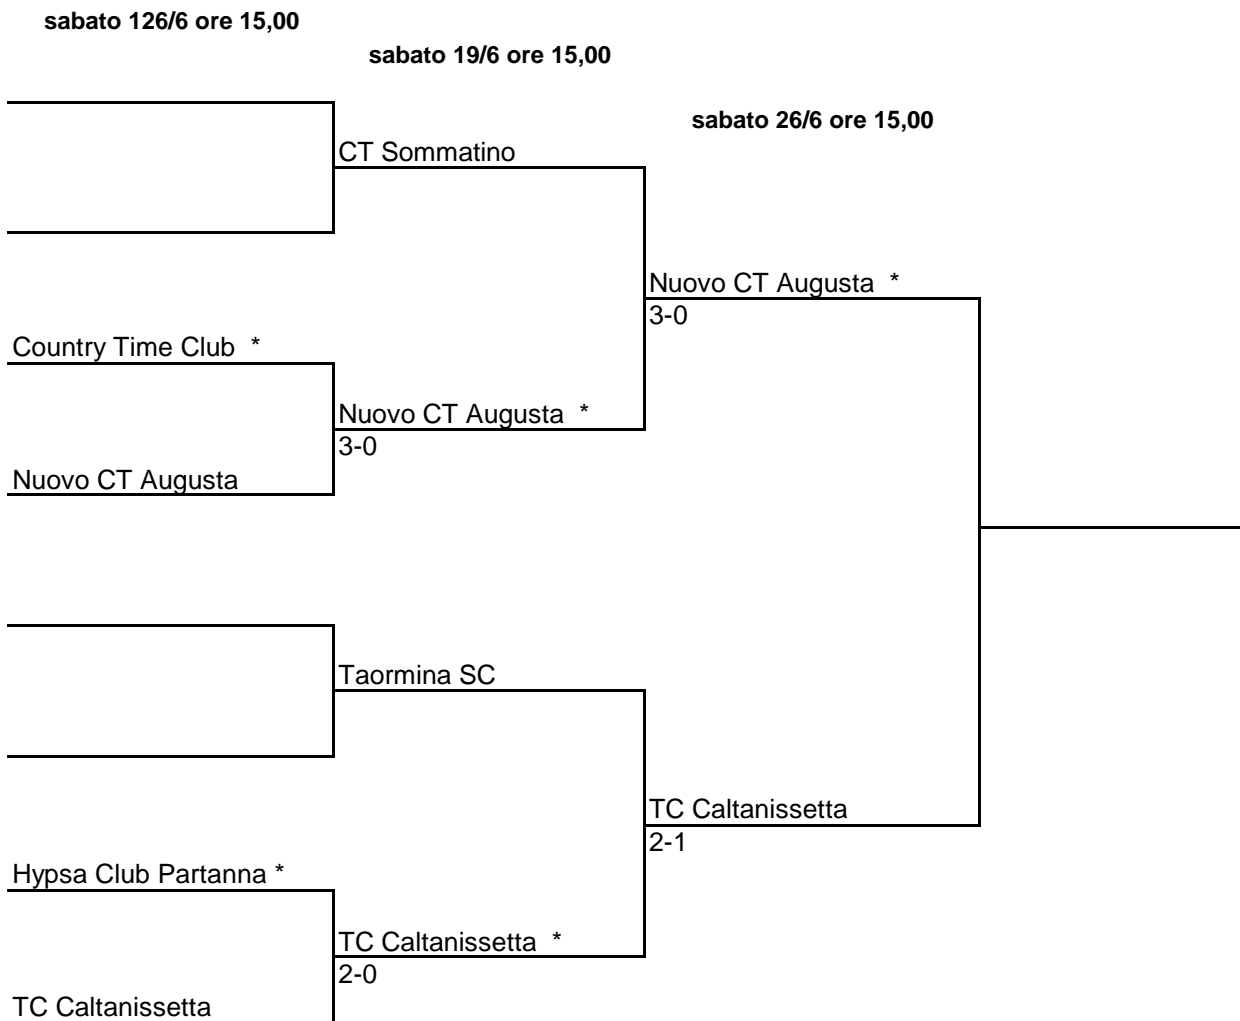 sabato 126/6 ore 15,00
sabato 19/6 ore 15,00
sabato 26/6 ore 15,00
CT Sommatino
Nuovo CT Augusta *
3-0
Country Time Club *
Nuovo CT Augusta *
3-0
Nuovo CT Augusta
Taormina SC
TC Caltanissetta
2-1
Hypsa Club Partanna *
TC Caltanissetta *
2-0
TC Caltanissetta